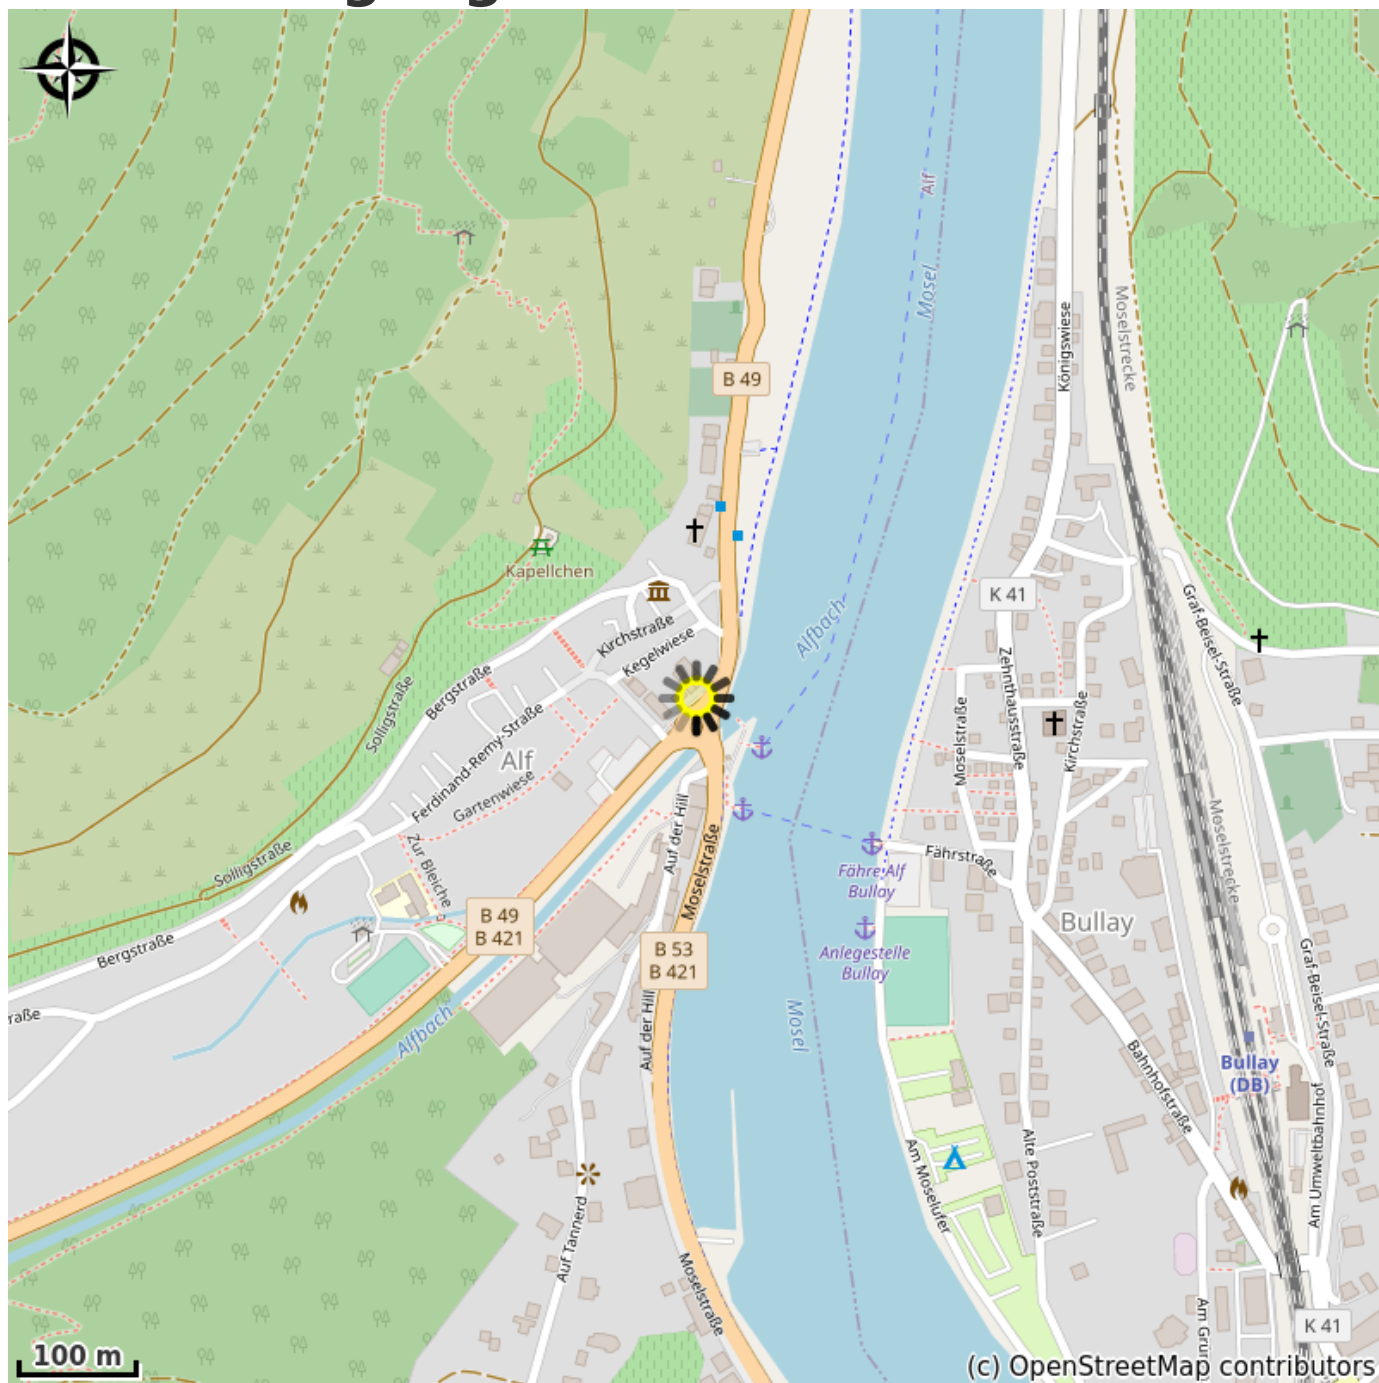 Alf
Mosel
B 49
Königswiese
Moselstrecke
Kapellchen
K 41
Graf-Beisel-Straße
Alfbach
Kirchstraße
Kegelwiese
Bergstraße
Solligstraße
Zehnthausstraße
Moselstraße
Kirchstraße
Ferdinand-Remy-Straße
Alf
Gartenwiese
Auf der Hill
Moselstraße
Moselstrecke
Zur Bleiche
Solligstraße
Fährstraße
Fähre Alf
Bullay
B 49
B 421
Bullay
Bergstraße
B 53
B 421
Anlegestelle
Bullay
Graf-Beisel-Straße
raße
Alfbach
Auf der Hill
Mosel
Bullay
(DB)
Bahnhofstraße
Am Moselufer
Alte Poststraße
Am Umweltbahnhof
Auf Tannerd
Moselstraße
Am Grun
K 41
100 m
(c) OpenStreetMap contributors